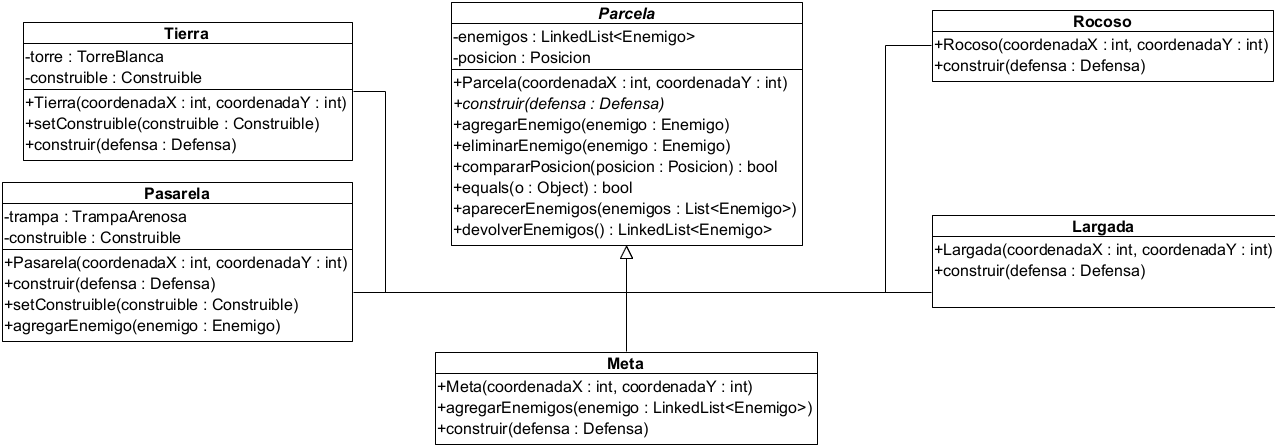 Tierra
-torre : TorreBlanca
-construible : Construible
+Tierra(coordenadaX : int, coordenadaY : int)
+setConstruible(construible : Construible)
+construir(defensa : Defensa)
Pasarela
-trampa : TrampaArenosa
-construible : Construible
+Pasarela(coordenadaX : int, coordenadaY : int)
+construir(defensa : Defensa)
+setConstruible(construible : Construible)
+agregarEnemigo(enemigo : Enemigo)
Parcela
-enemigos : LinkedList<Enemigo>
-posicion : Posicion
+Parcela(coordenadaX : int, coordenadaY : int)
+construir(defensa : Defensa)
+agregarEnemigo(enemigo : Enemigo)
+eliminarEnemigo(enemigo : Enemigo)
+compararPosicion(posicion : Posicion) : bool
+equals(o : Object) : bool
+aparecerEnemigos(enemigos : List<Enemigo>)
+devolverEnemigos() : LinkedList<Enemigo>
Rocoso
+Rocoso(coordenadaX : int, coordenadaY : int)
+construir(defensa : Defensa)
Largada
+Largada(coordenadaX : int, coordenadaY : int)
+construir(defensa : Defensa)
Meta
+Meta(coordenadaX : int, coordenadaY : int)
+agregarEnemigos(enemigo : LinkedList<Enemigo>)
+construir(defensa : Defensa)